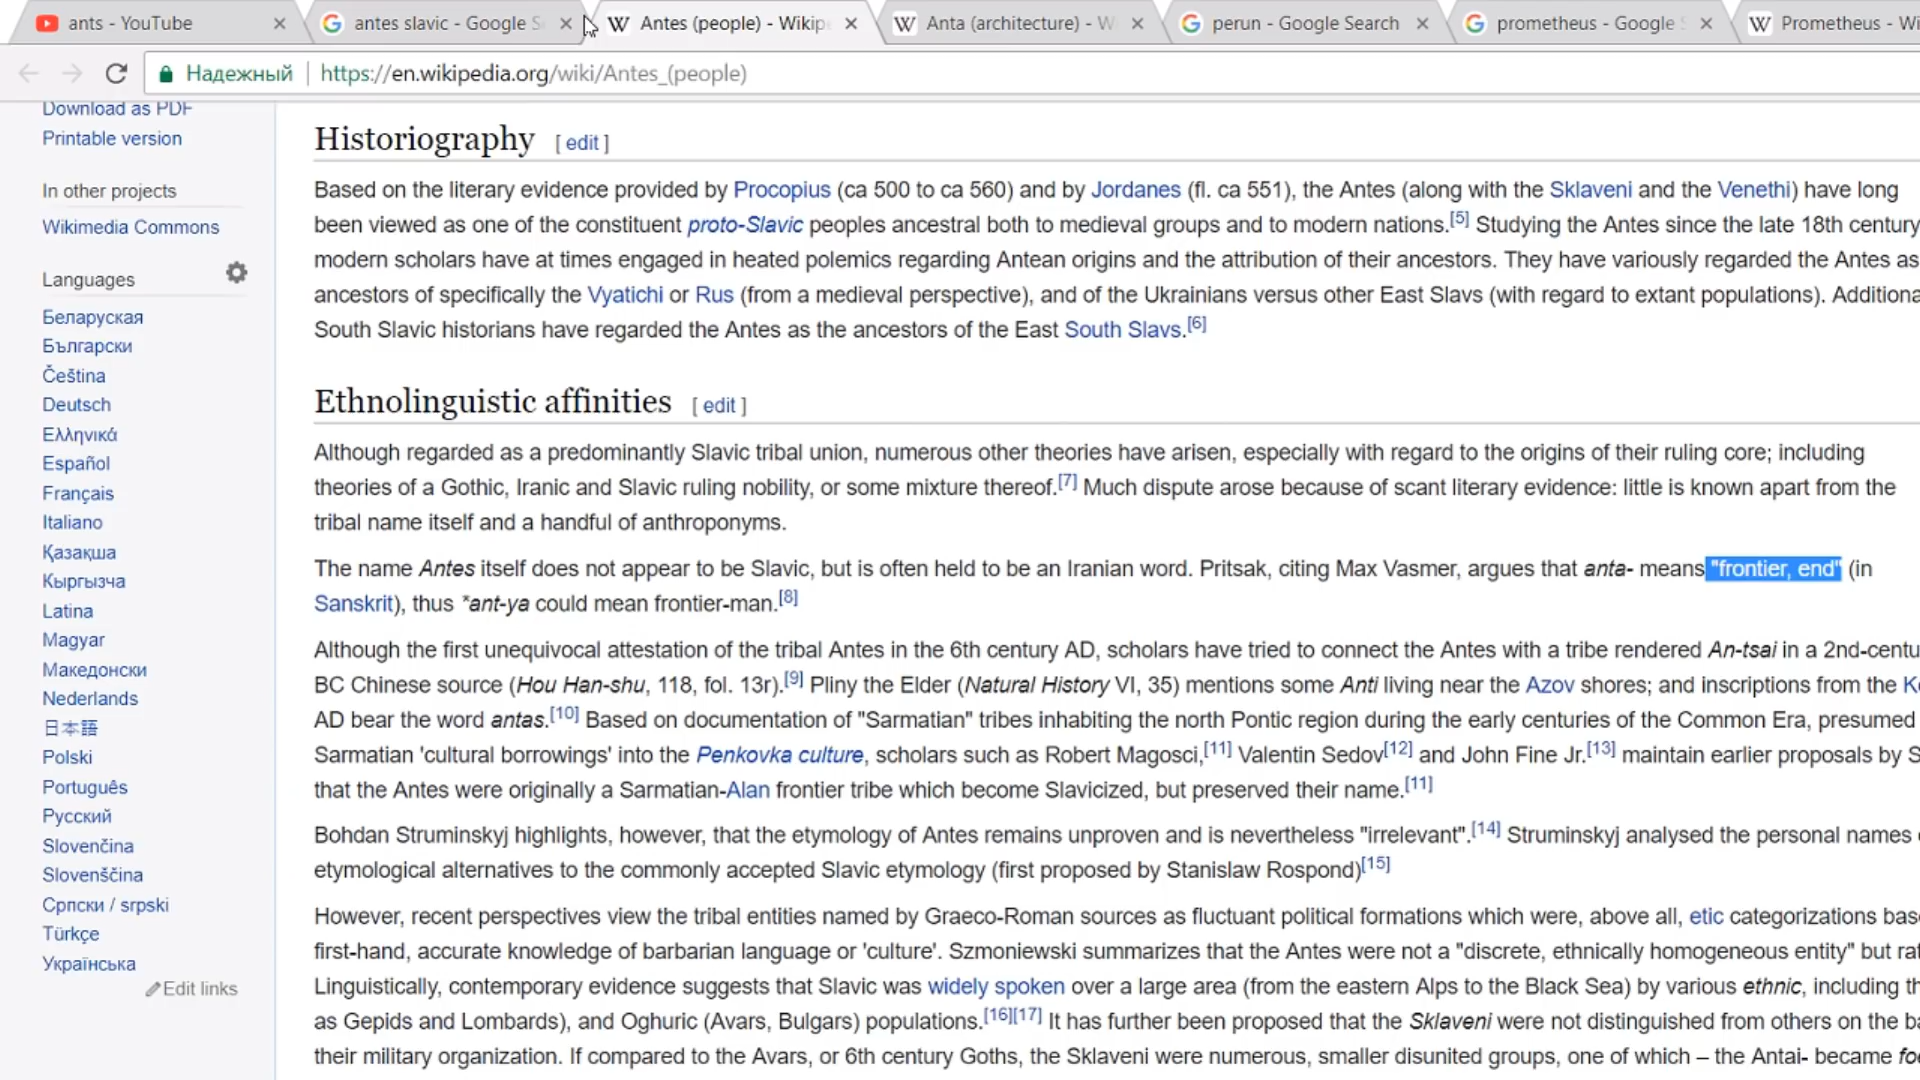 ants - YouTube
antes slavic - Google S
Antes (people) - Wikip
Anta (architecture) - W
perun - Google Search
prometheus - Google S
Prometheus - Wi
Надежный
https://en.wikipedia.org/wiki/Antes_(people)
Download as PDF
Printable version
In other projects
Wikimedia Commons
Languages
Беларуская
Български
Čeština
Deutsch
Ελληνικά
Español
Français
Italiano
Қазақша
Кыргызча
Latina
Magyar
Македонски
Nederlands
日本語
Polski
Português
Русский
Slovenčina
Slovenščina
Српски / srpski
Türkçe
Українська
Edit links
Historiography [ edit ]
Based on the literary evidence provided by Procopius (ca 500 to ca 560) and by Jordanes (fl. ca 551), the Antes (along with the Sklaveni and the Venethi) have long
been viewed as one of the constituent proto-Slavic peoples ancestral both to medieval groups and to modern nations.[5] Studying the Antes since the late 18th century,
modern scholars have at times engaged in heated polemics regarding Antean origins and the attribution of their ancestors. They have variously regarded the Antes as
ancestors of specifically the Vyatichi or Rus (from a medieval perspective), and of the Ukrainians versus other East Slavs (with regard to extant populations). Additiona
South Slavic historians have regarded the Antes as the ancestors of the East South Slavs.[6]
Ethnolinguistic affinities [ edit ]
Although regarded as a predominantly Slavic tribal union, numerous other theories have arisen, especially with regard to the origins of their ruling core; including
theories of a Gothic, Iranic and Slavic ruling nobility, or some mixture thereof.[7] Much dispute arose because of scant literary evidence: little is known apart from the
tribal name itself and a handful of anthroponyms.
The name Antes itself does not appear to be Slavic, but is often held to be an Iranian word. Pritsak, citing Max Vasmer, argues that anta- means "frontier, end" (in
Sanskrit), thus *ant-ya could mean frontier-man.[8]
Although the first unequivocal attestation of the tribal Antes in the 6th century AD, scholars have tried to connect the Antes with a tribe rendered An-tsai in a 2nd-centu
BC Chinese source (Hou Han-shu, 118, fol. 13r).[9] Pliny the Elder (Natural History VI, 35) mentions some Anti living near the Azov shores; and inscriptions from the K
AD bear the word antas.[10] Based on documentation of "Sarmatian" tribes inhabiting the north Pontic region during the early centuries of the Common Era, presumed
Sarmatian 'cultural borrowings' into the Penkovka culture, scholars such as Robert Magosci,[11] Valentin Sedov[12] and John Fine Jr.[13] maintain earlier proposals by S
that the Antes were originally a Sarmatian-Alan frontier tribe which become Slavicized, but preserved their name.[11]
Bohdan Struminskyj highlights, however, that the etymology of Antes remains unproven and is nevertheless "irrelevant".[14] Struminskyj analysed the personal names
etymological alternatives to the commonly accepted Slavic etymology (first proposed by Stanislaw Rospond)[15]
However, recent perspectives view the tribal entities named by Graeco-Roman sources as fluctuant political formations which were, above all, etic categorizations bas
first-hand, accurate knowledge of barbarian language or 'culture'. Szmoniewski summarizes that the Antes were not a "discrete, ethnically homogeneous entity" but rat
Linguistically, contemporary evidence suggests that Slavic was widely spoken over a large area (from the eastern Alps to the Black Sea) by various ethnic, including th
as Gepids and Lombards), and Oghuric (Avars, Bulgars) populations.[16][17] It has further been proposed that the Sklaveni were not distinguished from others on the ba
their military organization. If compared to the Avars, or 6th century Goths, the Sklaveni were numerous, smaller disunited groups, one of which – the Antai- became foe